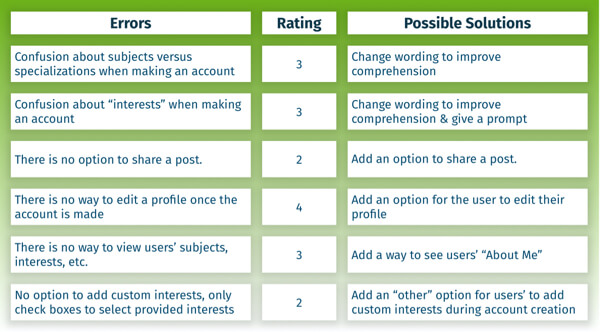 Errors
Rating
Possible Solutions
Confusion about subjects versus
specializations when making an account
3
Change wording to improve
comprehension
Confusion about “interests” when making
an account
3
Change wording to improve
comprehension & give a prompt
There is no option to share a post.
2
Add an option to share a post.
There is no way to edit a profile once the
account is made
4
Add an option for the user to edit their
profile
There is no way to view users’ subjects,
interests, etc.
3
Add a way to see users’ “About Me”
No option to add custom interests, only
check boxes to select provided interests
2
Add an “other” option for users’ to add
custom interests during account creation